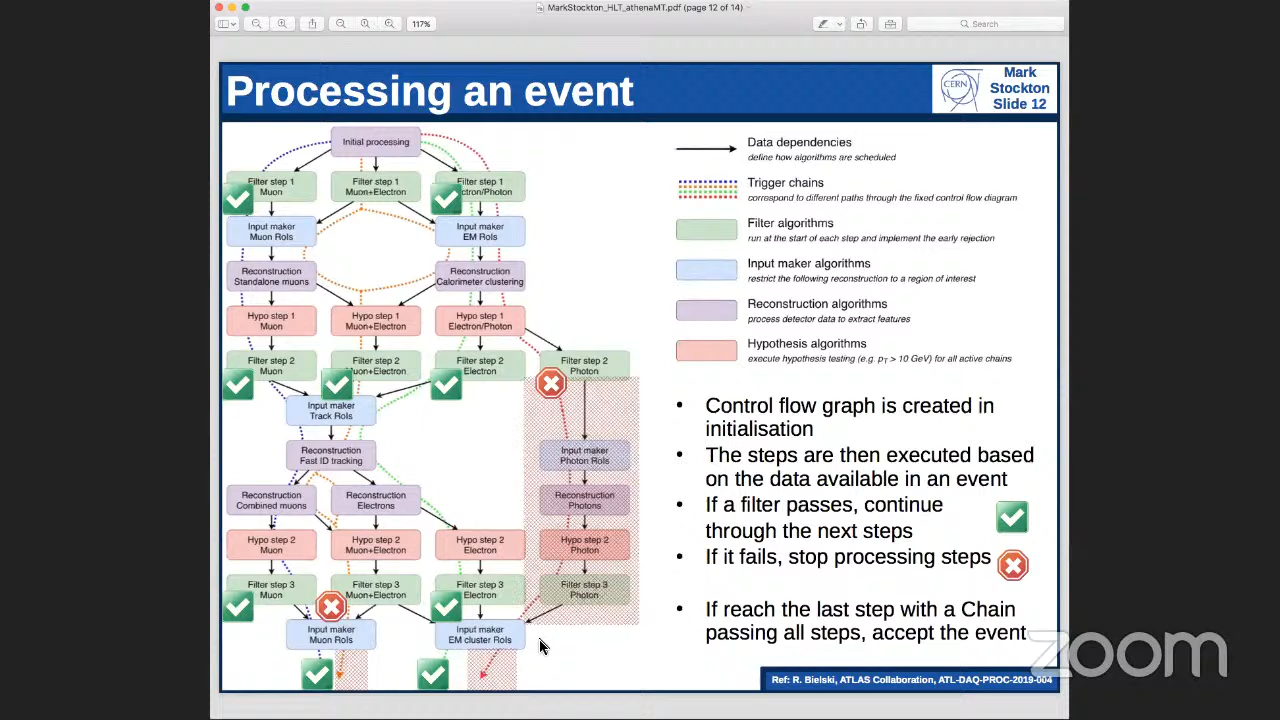 MarkStockton_HLT_athenaMT.pdf (page 12 of 14)
117%
Search
Processing an event
CERN
Mark
Stockton
Slide 12
Initial processing
Filter step 1
Muon
Filter step 1
Muon+Electron
Filter step 1
ctron/Photon
Input maker
Muon RoIs
Input maker
EM RoIs
Reconstruction
Standalone muons
Reconstruction
Calorimeter clustering
Hypo step 1
Muon
Hypo step 1
Muon+Electron
Hypo step 1
Electron/Photon
Filter step 2
Muon
Filter step 2
Muon+Electron
Filter step 2
Electron
Filter step 2
Photon
Input maker
Track RoIs
Reconstruction
Fast ID tracking
Input maker
Photon RoIs
Reconstruction
Combined muons
Reconstruction
Electrons
Reconstruction
Photons
Hypo step 2
Muon
Hypo step 2
Muon+Electron
Hypo step 2
Electron
Hypo step 2
Photon
Filter step 3
Muon
Filter step 3
Muon+Electron
Filter step 3
Electron
Filter step 3
Photon
Input maker
Muon RoIs
Input maker
EM cluster RoIs
Data dependencies
define how algorithms are scheduled
Trigger chains
correspond to different paths through the fixed control flow diagram
Filter algorithms
run at the start of each step and implement the early rejection
Input maker algorithms
restrict the following reconstruction to a region of interest
Reconstruction algorithms
process detector data to extract features
Hypothesis algorithms
execute hypothesis testing (e.g. pT > 10 GeV) for all active chains
• Control flow graph is created in
initialisation
• The steps are then executed based
on the data available in an event
• If a filter passes, continue
through the next steps
• If it fails, stop processing steps
• If reach the last step with a Chain
passing all steps, accept the event
Ref: R. Bielski, ATLAS Collaboration, ATL-DAQ-PROC-2019-004
zoom